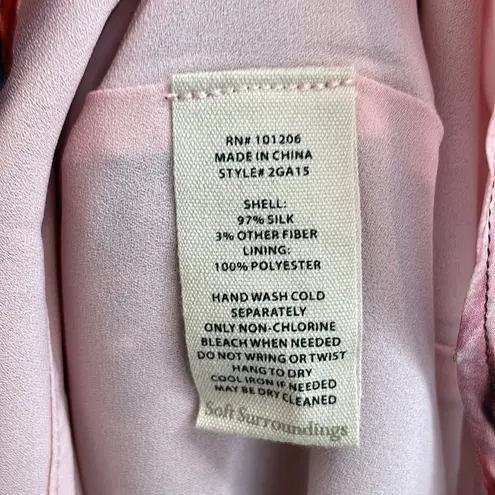 RN# 101206
MADE IN CHINA
STYLE# 2GA15
SHELL:
97% SILK
3% OTHER FIBER
LINING:
100% POLYESTER
HAND WASH COLD
SEPARATELY
ONLY NON-CHLORINE
BLEACH WHEN NEEDED
DO NOT WRING OR TWIST
HANG TO DRY
COOL IRON IF NEEDED
MAY BE DRY CLEANED
Soft Surroundings